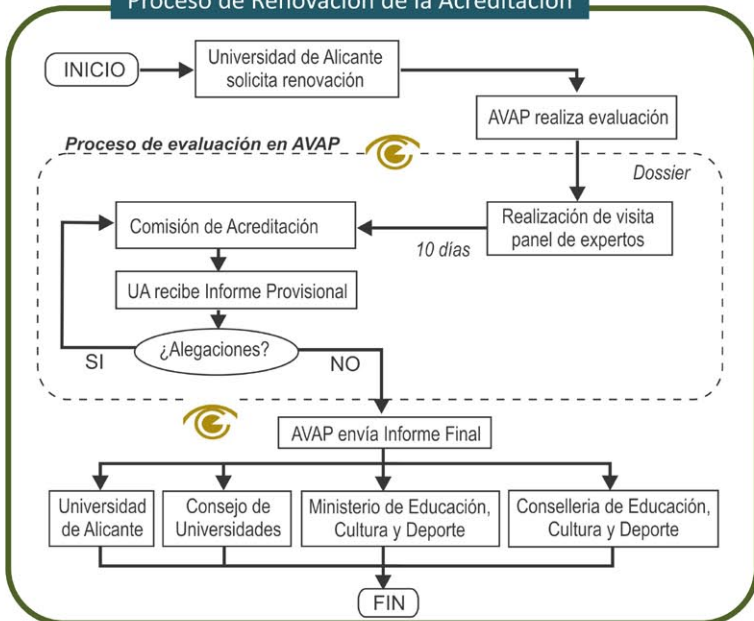 Proceso de Renovación de la Acreditación
INICIO
Universidad de Alicante
solicita renovación
AVAP realiza evaluación
Proceso de evaluación en AVAP
Dossier
Realización de visita
panel de expertos
10 días
Comisión de Acreditación
UA recibe Informe Provisional
¿Alegaciones?
SI
NO
AVAP envía Informe Final
Universidad
de Alicante
Consejo de
Universidades
Ministerio de Educación,
Cultura y Deporte
Conselleria de Educación,
Cultura y Deporte
FIN